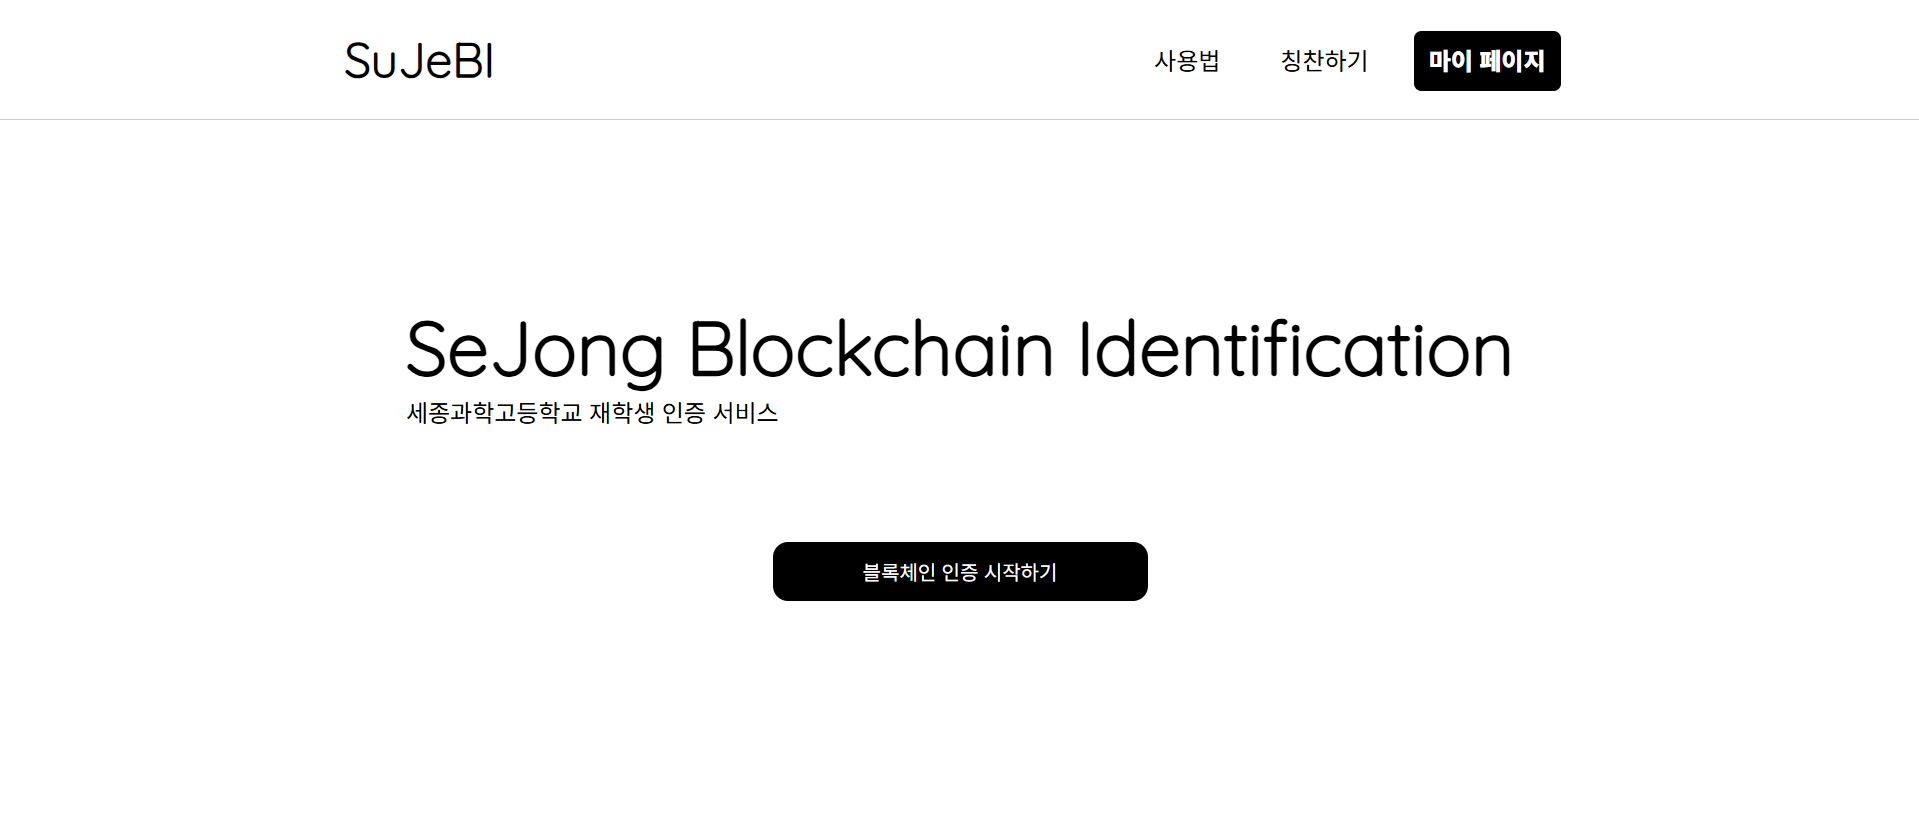 SuJeBI
사용법
칭찬하기
마이 페이지
SeJong Blockchain Identification
세종과학고등학교 재학생 인증 서비스
블록체인 인증 시작하기